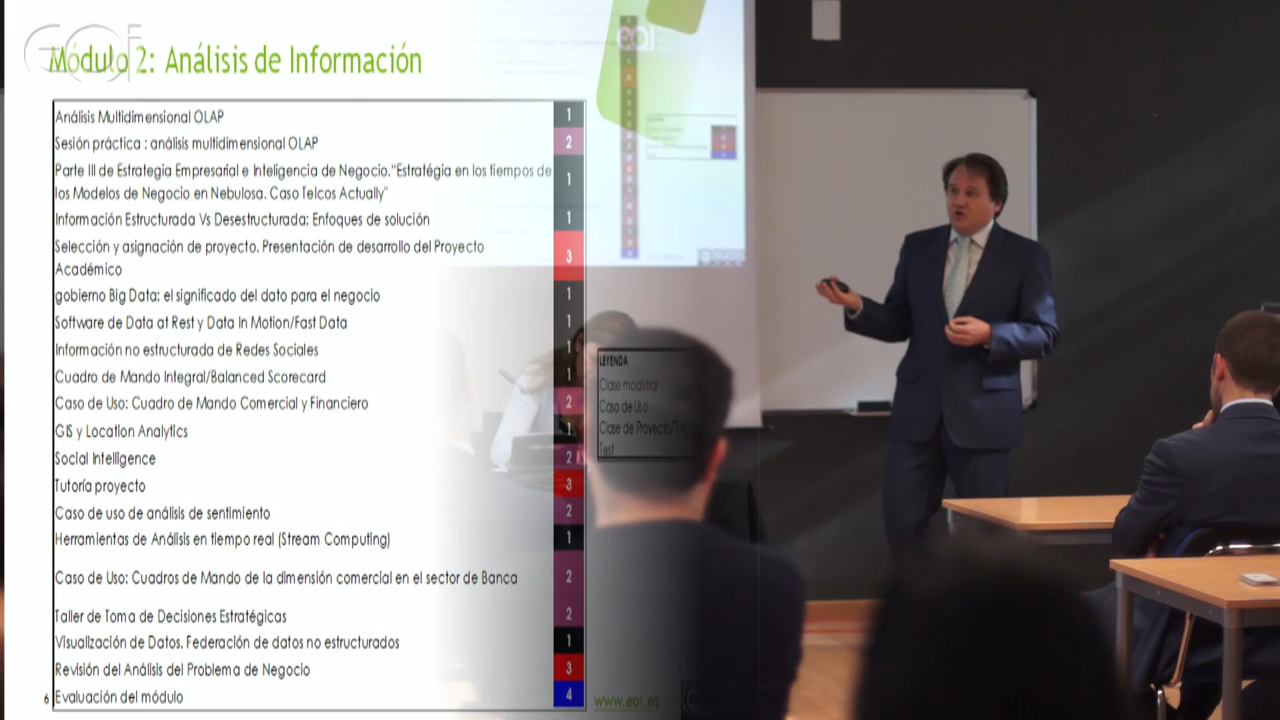 EOI
Módulo 2: Análisis de Información
eoi
Análisis Multidimensional OLAP 1
Sesión práctica : análisis multidimensional OLAP 2
Parte III de Estrategia Empresarial e Inteligencia de Negocio."Estratégia en los tiempos de
los Modelos de Negocio en Nebulosa. Caso Telcos Actually" 1
Información Estructurada Vs Desestructurada: Enfoques de solución 1
Selección y asignación de proyecto. Presentación de desarrollo del Proyecto
Académico 3
gobierno Big Data: el significado del dato para el negocio 1
Software de Data at Rest y Data In Motion/Fast Data 1
Información no estructurada de Redes Sociales 1
Cuadro de Mando Integral/Balanced Scorecard 1
Caso de Uso: Cuadro de Mando Comercial y Financiero 2
GIS y Location Analytics 1
Social Intelligence 2
Tutoría proyecto 3
Caso de uso de análisis de sentimiento 2
Herramientas de Análisis en tiempo real (Stream Computing) 1
Caso de Uso: Cuadros de Mando de la dimensión comercial en el sector de Banca 2
Taller de Toma de Decisiones Estratégicas 2
Visualización de Datos. Federación de datos no estructurados 1
Revisión del Análisis del Problema de Negocio 3
Evaluación del módulo 4
LEYENDA
Clase magistral
Caso de Uso
Clase de Proyecto/
Test
6
www.eoi.es